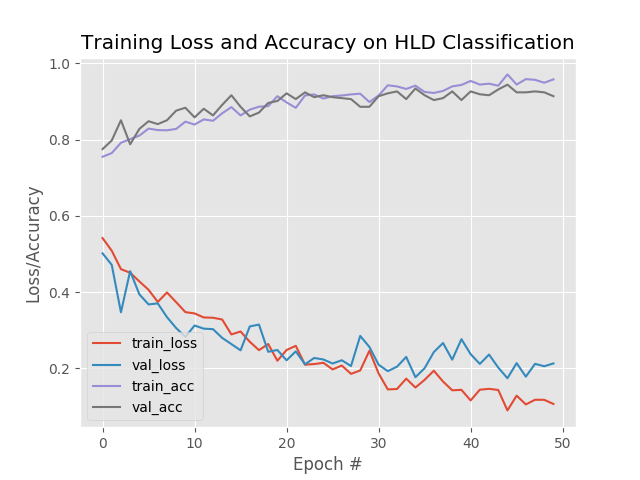 Training Loss and Accuracy on HLD Classification
1.0
0.8
0.6
0.4
0.2
Loss/Accuracy
train_loss
val_loss
train_acc
val_acc
0
10
20
30
40
50
Epoch #